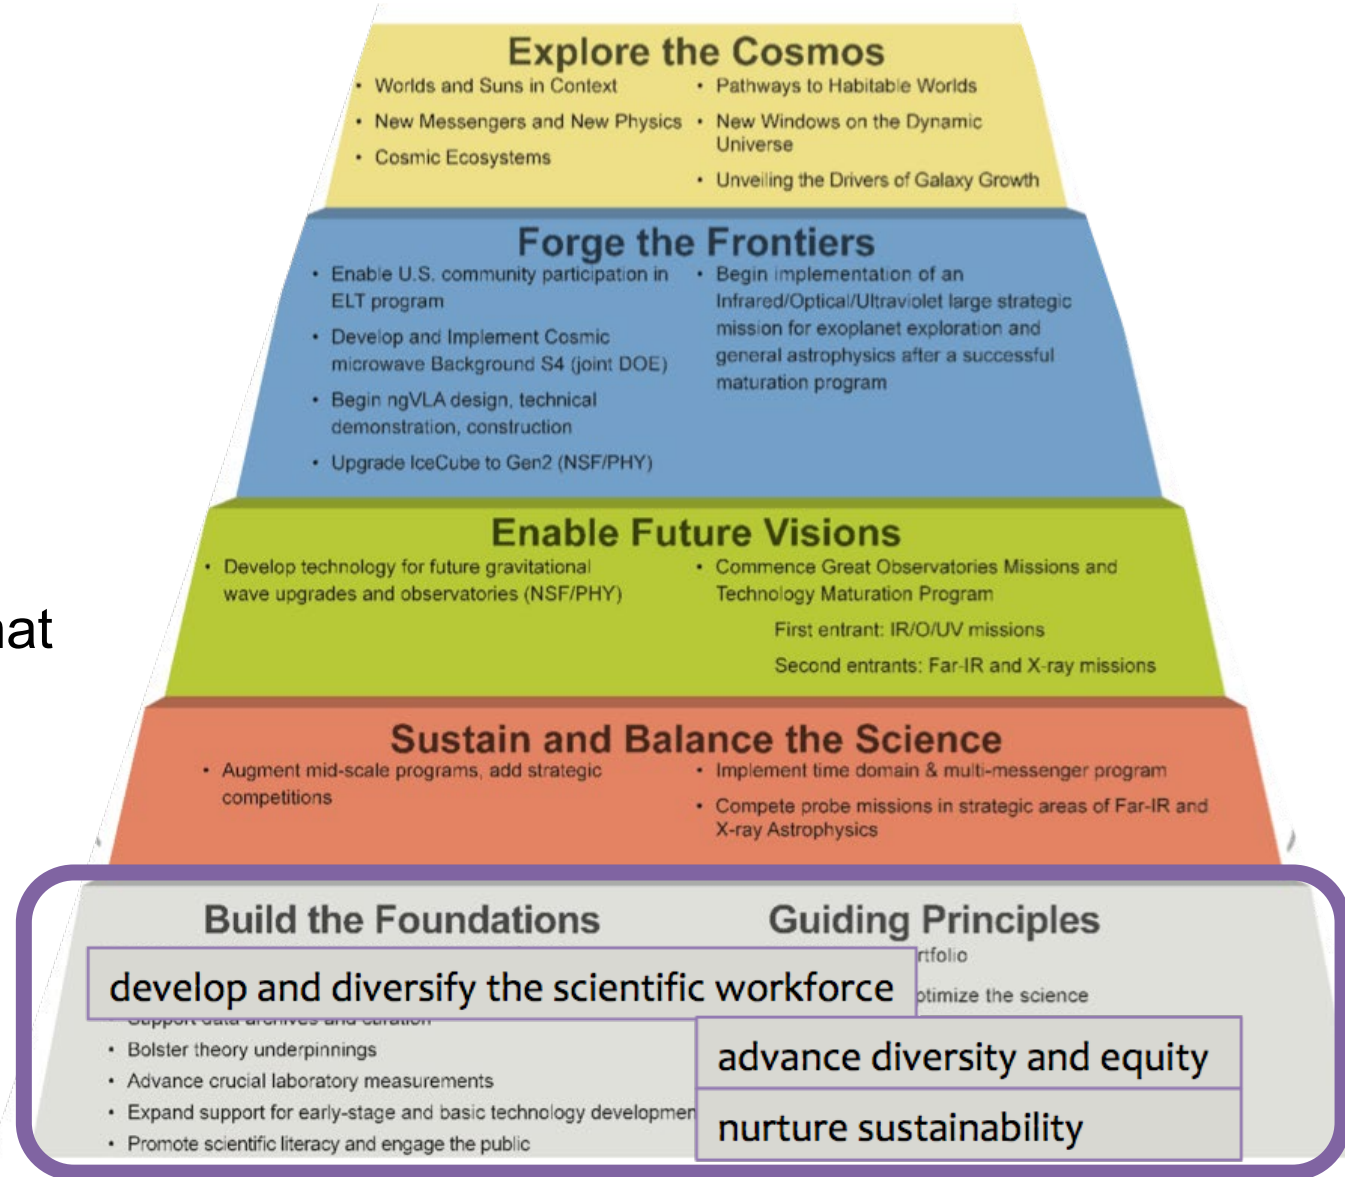 Explore the Cosmos
• Worlds and Suns in Context
• New Messengers and New Physics
• Cosmic Ecosystems
• Pathways to Habitable Worlds
• New Windows on the Dynamic
Universe
• Unveiling the Drivers of Galaxy Growth
Forge the Frontiers
• Enable U.S. community participation in
ELT program
• Develop and Implement Cosmic
microwave Background S4 (joint DOE)
• Begin ngVLA design, technical
demonstration, construction
• Upgrade IceCube to Gen2 (NSF/PHY)
• Begin implementation of an
Infrared/Optical/Ultraviolet large strategic
mission for exoplanet exploration and
general astrophysics after a successful
maturation program
Enable Future Visions
• Develop technology for future gravitational
wave upgrades and observatories (NSF/PHY)
• Commence Great Observatories Missions and
Technology Maturation Program
First entrant: IR/O/UV missions
Second entrants: Far-IR and X-ray missions
Sustain and Balance the Science
• Augment mid-scale programs, add strategic
competitions
• Implement time domain & multi-messenger program
• Compete probe missions in strategic areas of Far-IR and
X-ray Astrophysics
Build the Foundations
develop and diversify the scientific workforce
• Support data archives and curation
• Bolster theory underpinnings
• Advance crucial laboratory measurements
• Expand support for early-stage and basic technology developmen
• Promote scientific literacy and engage the public
Guiding Principles
rtfolio
ptimize the science
advance diversity and equity
nurture sustainability